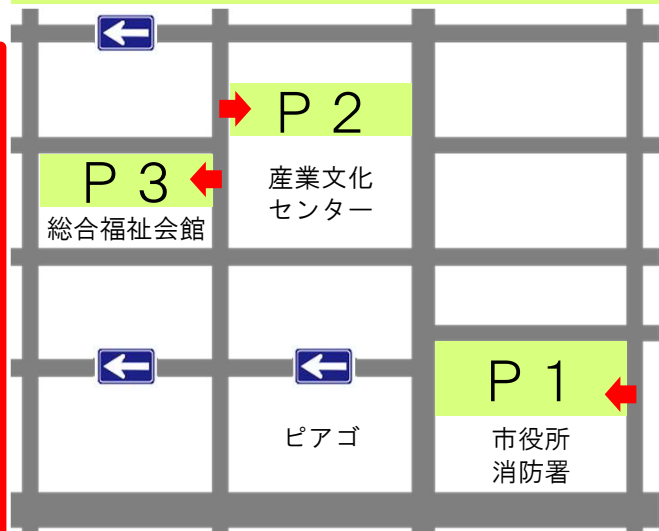 Ｐ２
産業文化
センター
Ｐ３
総合福祉会館
Ｐ１
市役所
消防署
ピアゴ